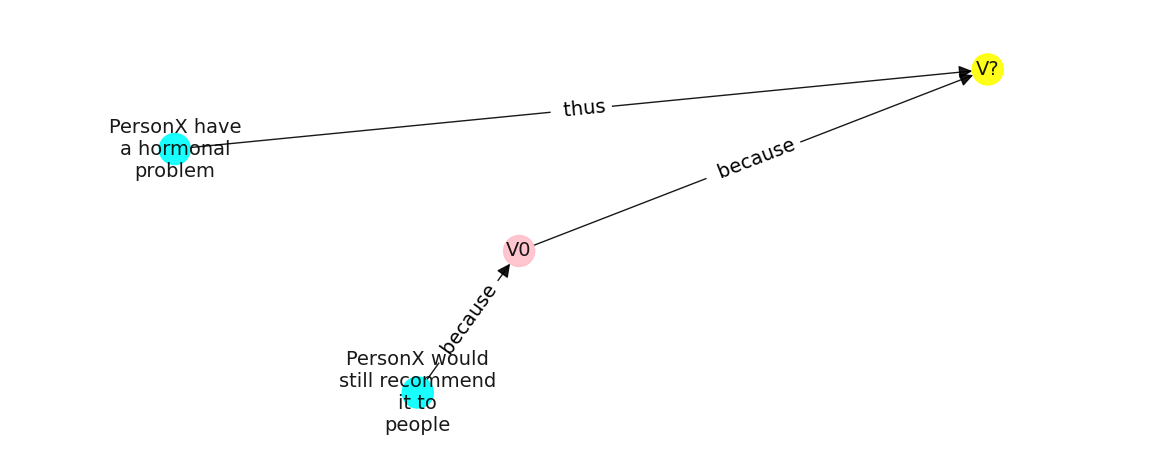 V?
thus
PersonX have
a hormonal
problem
because
V0
because
PersonX would
still recommend
it to
people